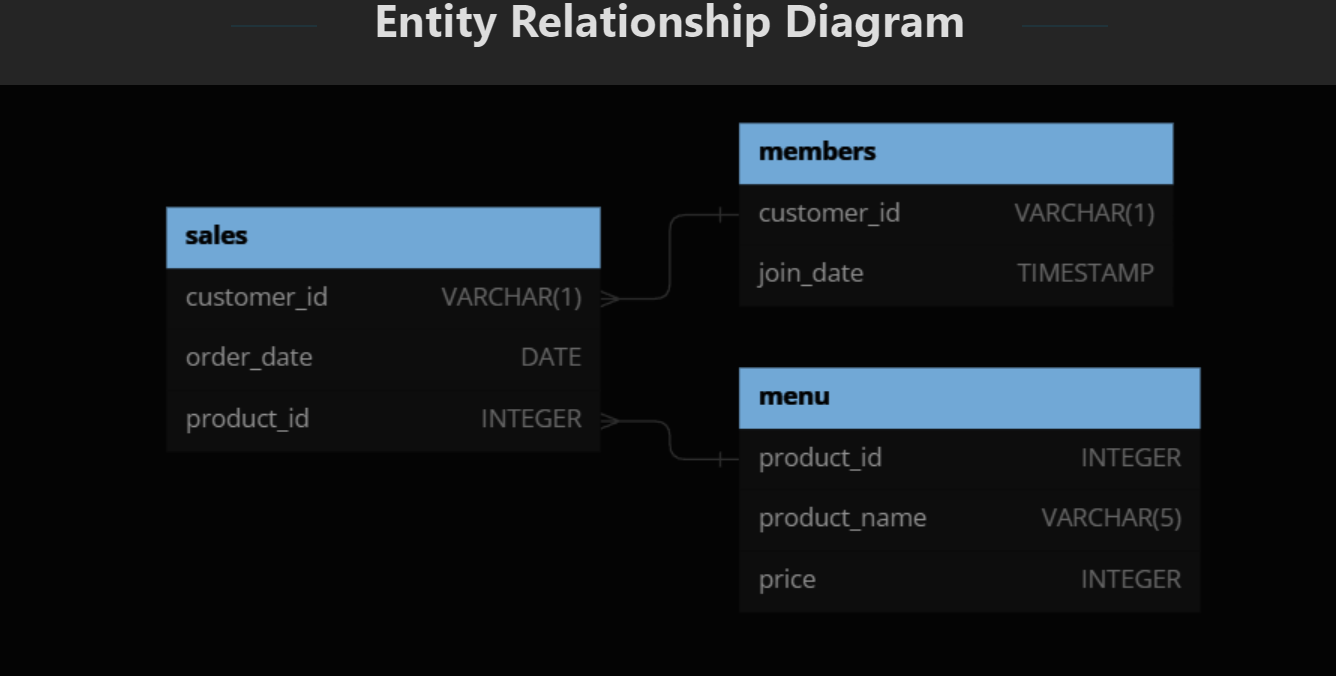 Entity Relationship Diagram
sales
customer_id VARCHAR(1)
order_date DATE
product_id INTEGER
members
customer_id VARCHAR(1)
join_date TIMESTAMP
menu
product_id INTEGER
product_name VARCHAR(5)
price INTEGER